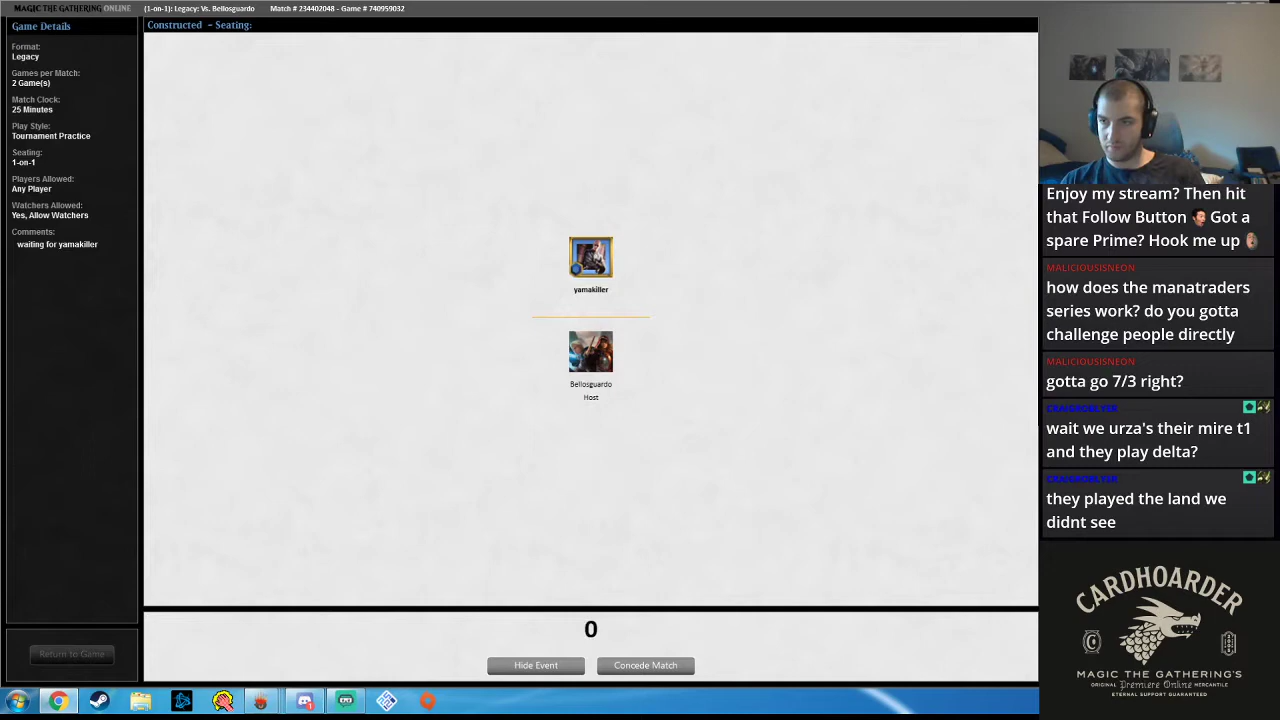 MAGIC THE GATHERING ONLINE
(1-on-1): Legacy: Vs. Bellosguardo Match # 234402048 - Game # 740959032
Game Details
Format:
Legacy
Games per Match:
2 Game(s)
Match Clock:
25 Minutes
Play Style:
Tournament Practice
Seating:
1-on-1
Players Allowed:
Any Player
Watchers Allowed:
Yes, Allow Watchers
Comments:
waiting for yamakiller
Return to Game
Constructed - Seating:
yamakiller
Bellosguardo
Host
0
Hide Event
Concede Match
Enjoy my stream? Then hit
that Follow Button Got a
spare Prime? Hook me up
MALICIOUSISNEON
how does the manatraders
series work? do you gotta
challenge people directly
MALICIOUSISNEON
gotta go 7/3 right?
wait we urza's their mire t1
and they play delta?
they played the land we
didnt see
CARDHOARDER
MAGIC THE GATHERING'S
ORIGINAL Premiere Online MERCANTILE
ETERNAL SUPPORT GUARANTEED